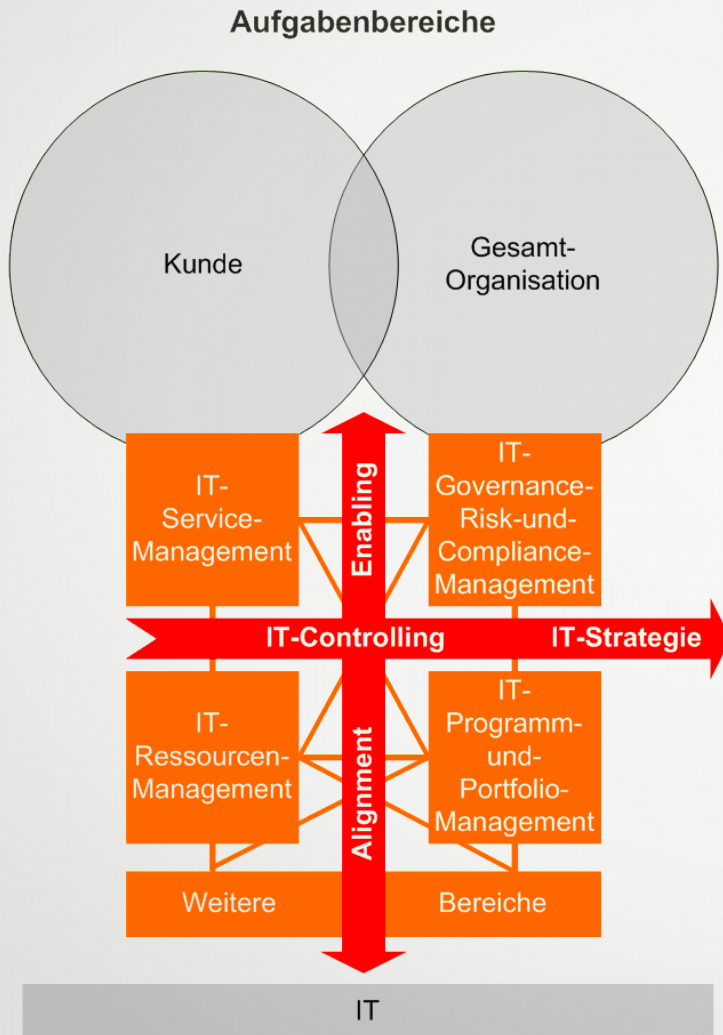 Aufgabenbereiche
Kunde
Gesamt-
Organisation
IT-
Service-
Management
Enabling
IT-
Governance-
Risk-und-
Compliance-
Management
IT-Controlling
IT-Strategie
IT-
Ressourcen-
Management
Alignment
IT-
Programm-
und-
Portfolio-
Management
Weitere
Bereiche
IT